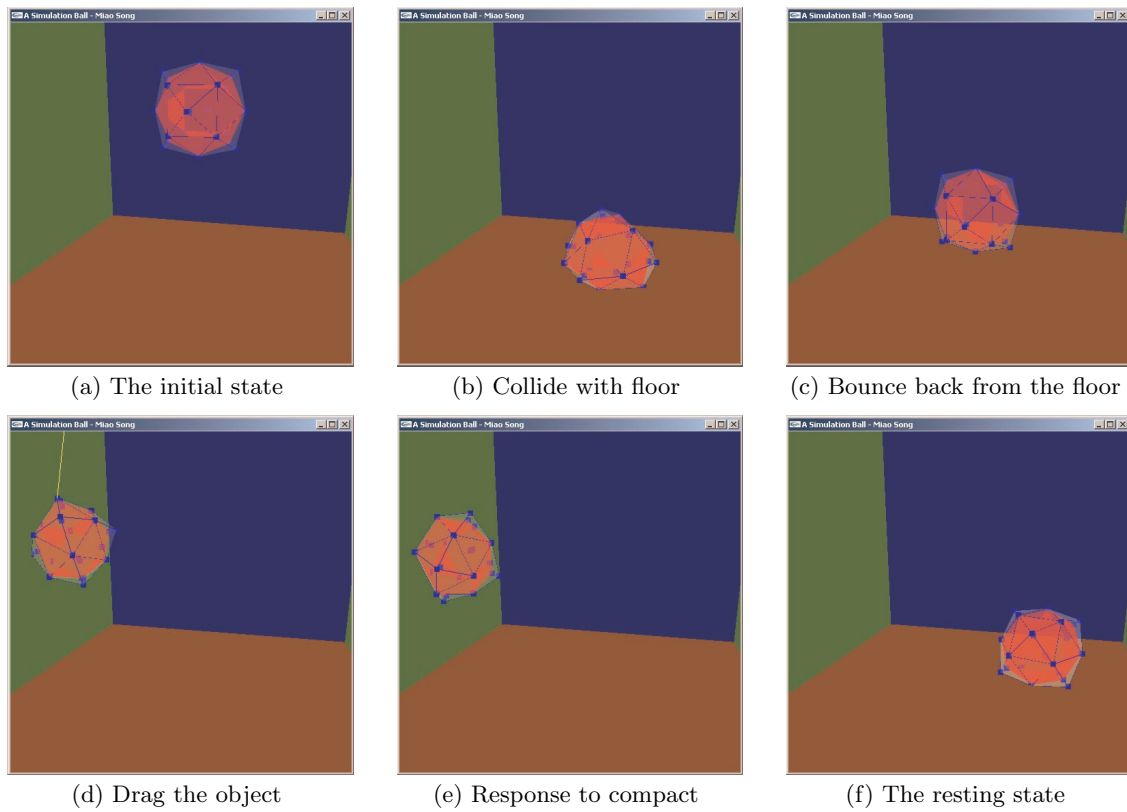 A Simulation Ball - Miao Song
A Simulation Ball - Miao Song
A Simulation Ball - Miao Song
(a) The initial state
(b) Collide with floor
(c) Bounce back from the floor
A Simulation Ball - Miao Song
A Simulation Ball - Miao Song
A Simulation Ball - Miao Song
(d) Drag the object
(e) Response to compact
(f) The resting state